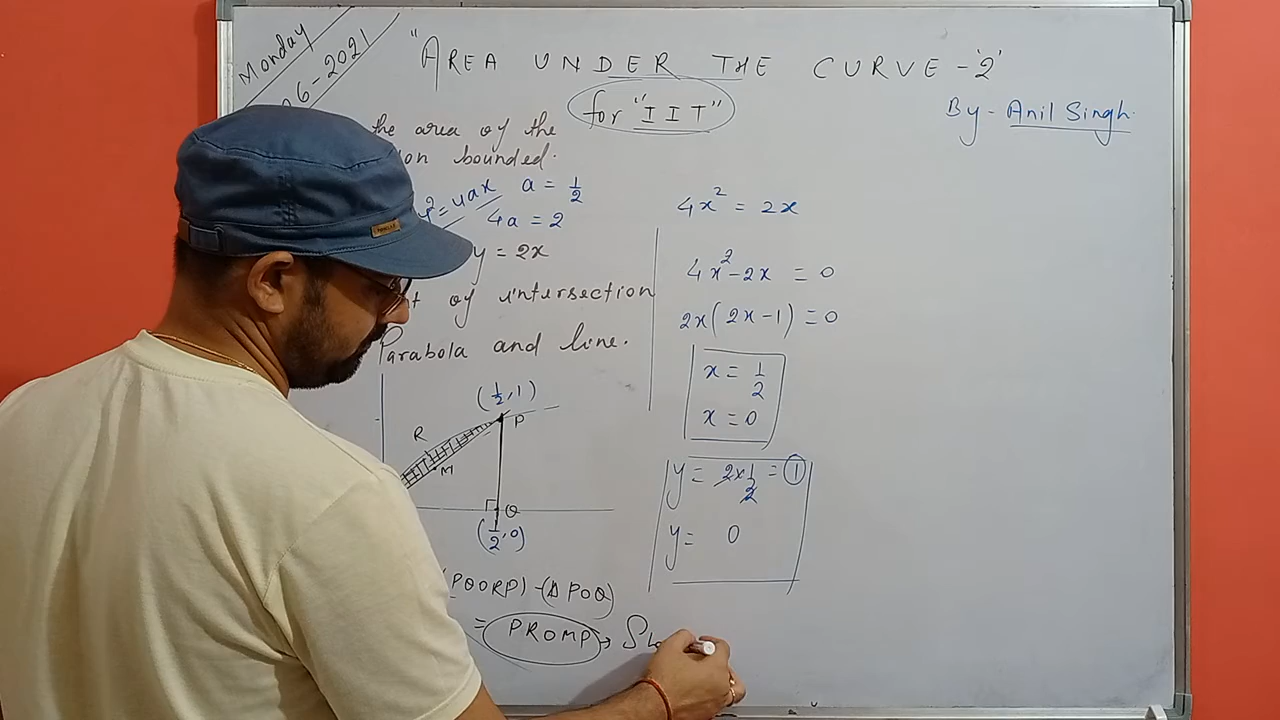 Monday
06-2021
"AREA UNDER THE CURVE - '2'
for "IIT"
By - Anil Singh.
the area of the
bounded.
y² = 4ax a = 1/2
4a = 2
y = 2x
of intersection
Parabola and line.
(1/2, 1)
P
R
M
Q
(1/2, 0)
(PQORP) - (Δ POQ)
= PROMP →
4x² = 2x
4x² - 2x = 0
2x(2x - 1) = 0
x = 1/2
x = 0
y = 2x1/2 = 1
y = 0